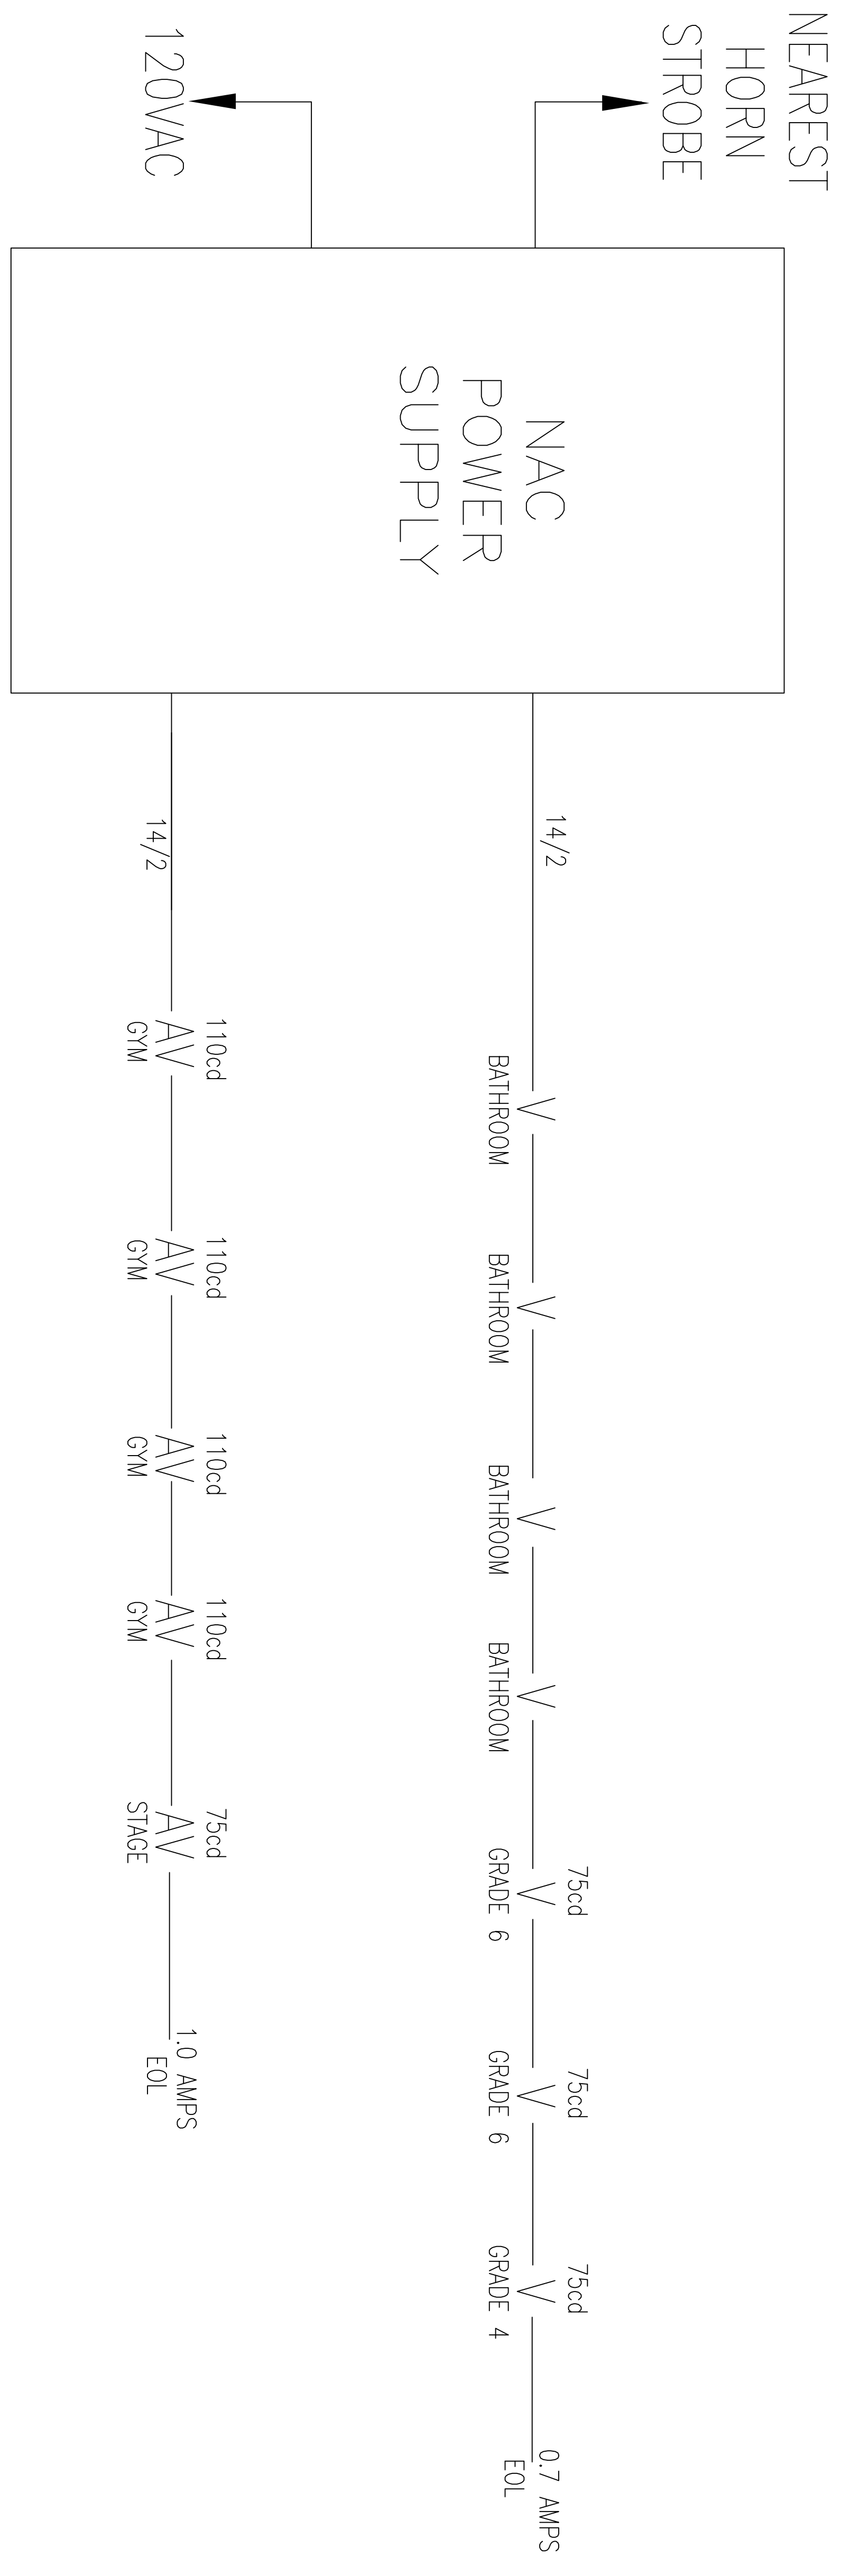 NEAREST
HORN
STROBE
120VAC
NAC
POWER
SUPPLY
14/2
BATHROOM
V
BATHROOM
V
BATHROOM
V
BATHROOM
V
75cd
V
GRADE 6
75cd
V
GRADE 6
75cd
V
GRADE 4
0.7 AMPS
EOL
14/2
110cd
AV
GYM
110cd
AV
GYM
110cd
AV
GYM
110cd
AV
GYM
75cd
AV
STAGE
1.0 AMPS
EOL